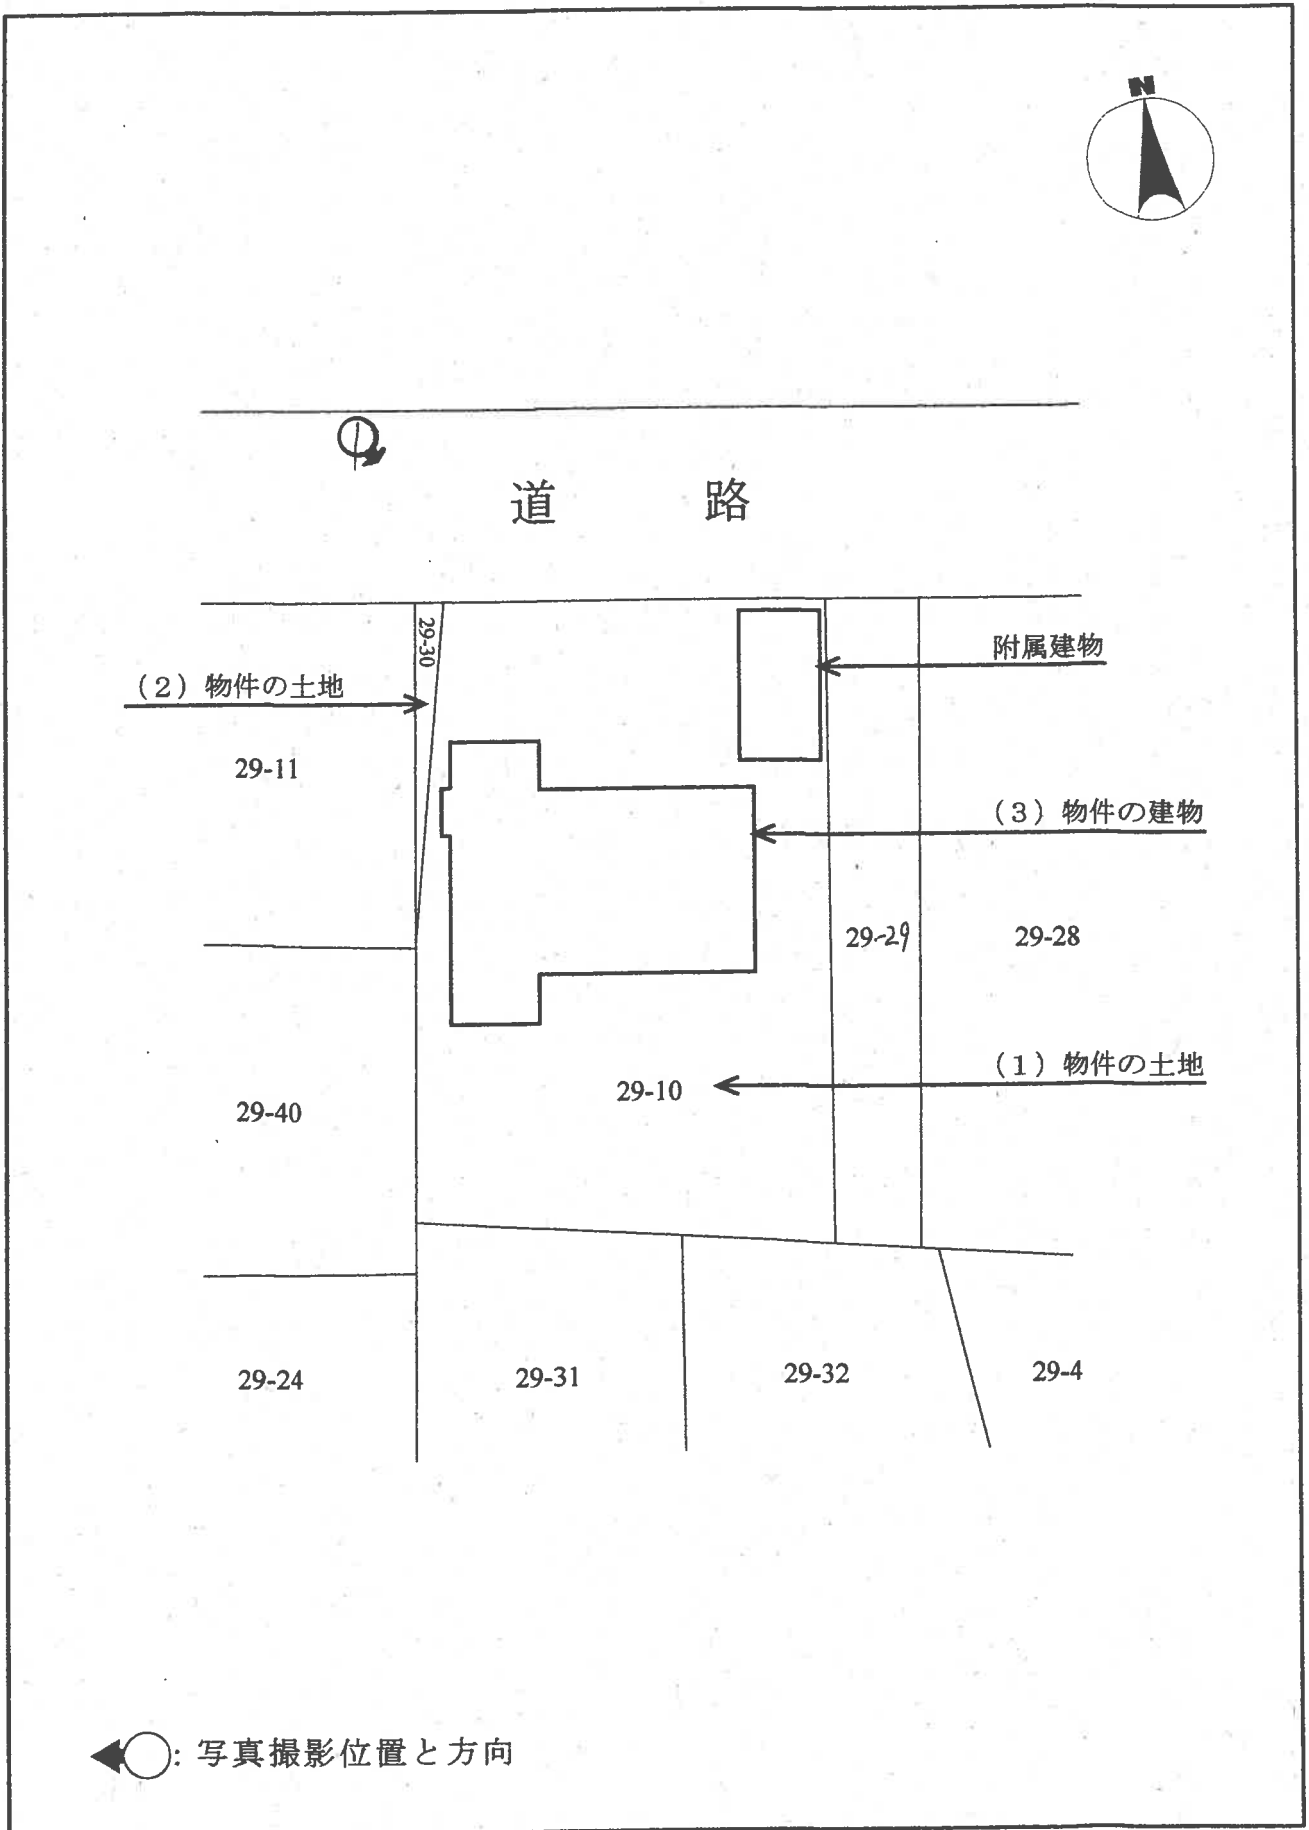 N
道 路
29-30
附属建物
(2) 物件の土地
29-11
(3) 物件の建物
29-29
29-28
(1) 物件の土地
29-10
29-40
29-24
29-31
29-32
29-4
: 写真撮影位置と方向